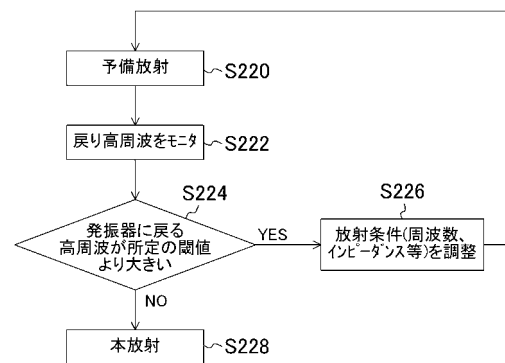 予備放射
S220
戻り高周波をモニタ
S222
S224
発振器に戻る
高周波が所定の閾値
より大きい
YES
S226
放射条件(周波数、
インピーダンス等)を調整
NO
本放射
S228